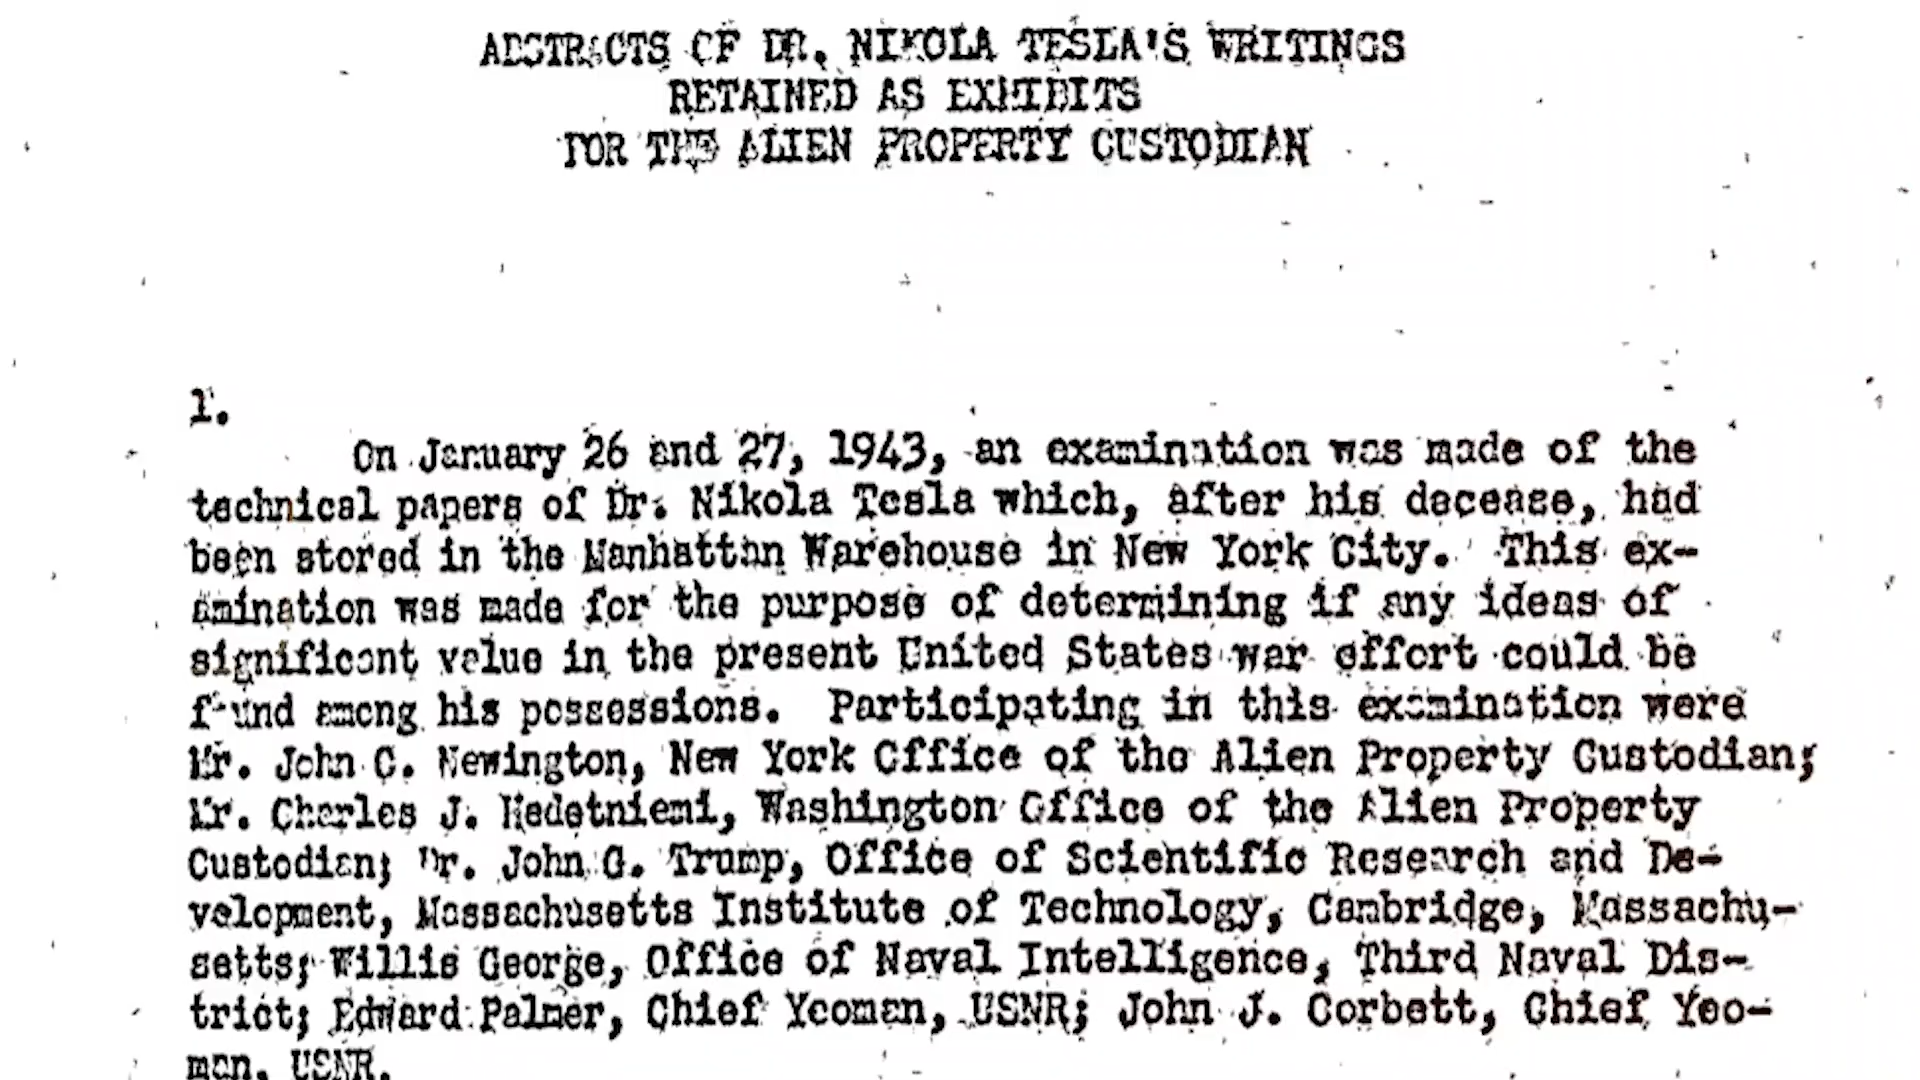 ABSTRACTS OF DR. NIKOLA TESLA'S WRITINGS
RETAINED AS EXHIBITS
FOR THE ALIEN PROPERTY CUSTODIAN
1.
On January 26 and 27, 1943, an examination was made of the
technical papers of Dr. Nikola Tesla which, after his decease, had
been stored in the Manhattan Warehouse in New York City. This ex-
amination was made for the purpose of determining if any ideas of
significant value in the present United States war effort could be
found among his possessions. Participating in this examination were
Mr. John C. Newington, New York Office of the Alien Property Custodian;
Mr. Charles J. Hedetniemi, Washington Office of the Alien Property
Custodian; Dr. John G. Trump, Office of Scientific Research and De-
velopment, Massachusetts Institute of Technology, Cambridge, Massachu-
setts; Willis George, Office of Naval Intelligence, Third Naval Dis-
trict; Edward Palmer, Chief Yeoman, USNR; John J. Corbett, Chief Yeo-
man, USNR.